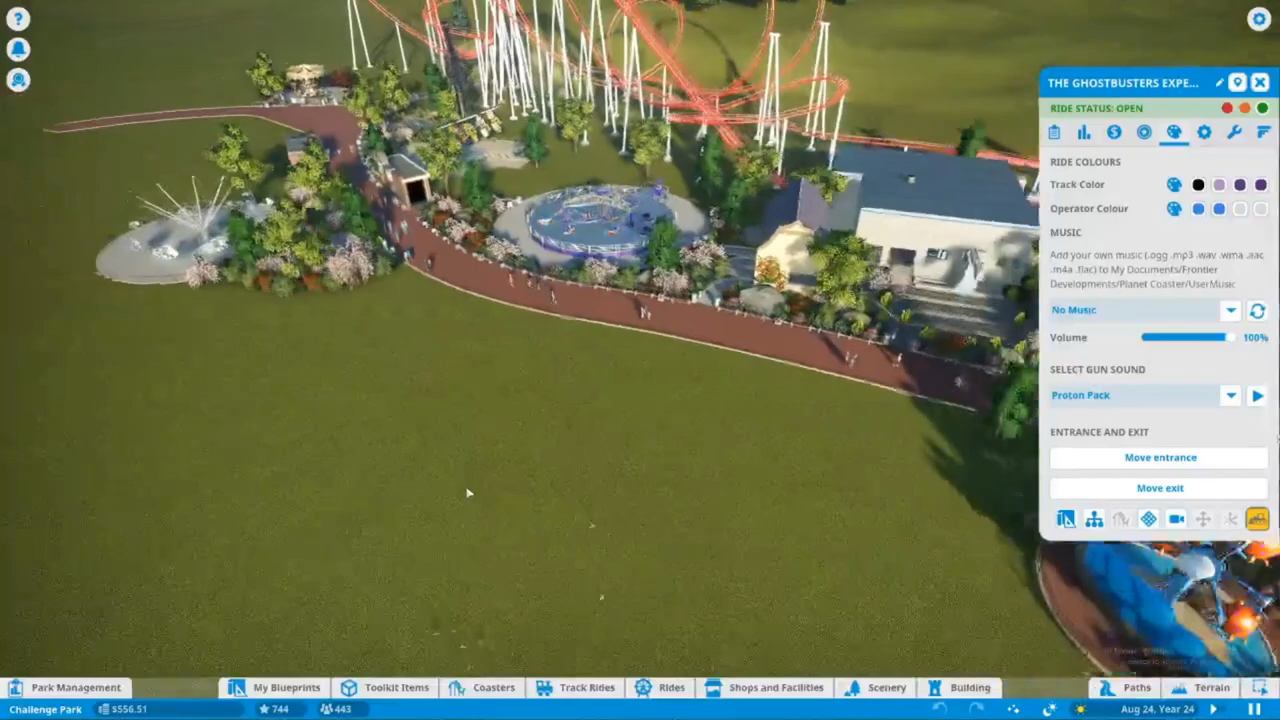 ?
THE GHOSTBUSTERS EXPE...
RIDE STATUS: OPEN
RIDE COLOURS
Track Color
Operator Colour
MUSIC
Add your own music (.ogg .mp3 .wav .wma .aac
.m4a .flac) to My Documents/Frontier
Developments/Planet Coaster/UserMusic
No Music
Volume 100%
SELECT GUN SOUND
Proton Pack
ENTRANCE AND EXIT
Move entrance
Move exit
Park Management My Blueprints Toolkit Items Coasters Track Rides Rides Shops and Facilities Scenery Building Paths Terrain
Challenge Park $556.51 744 443 Aug 24, Year 24